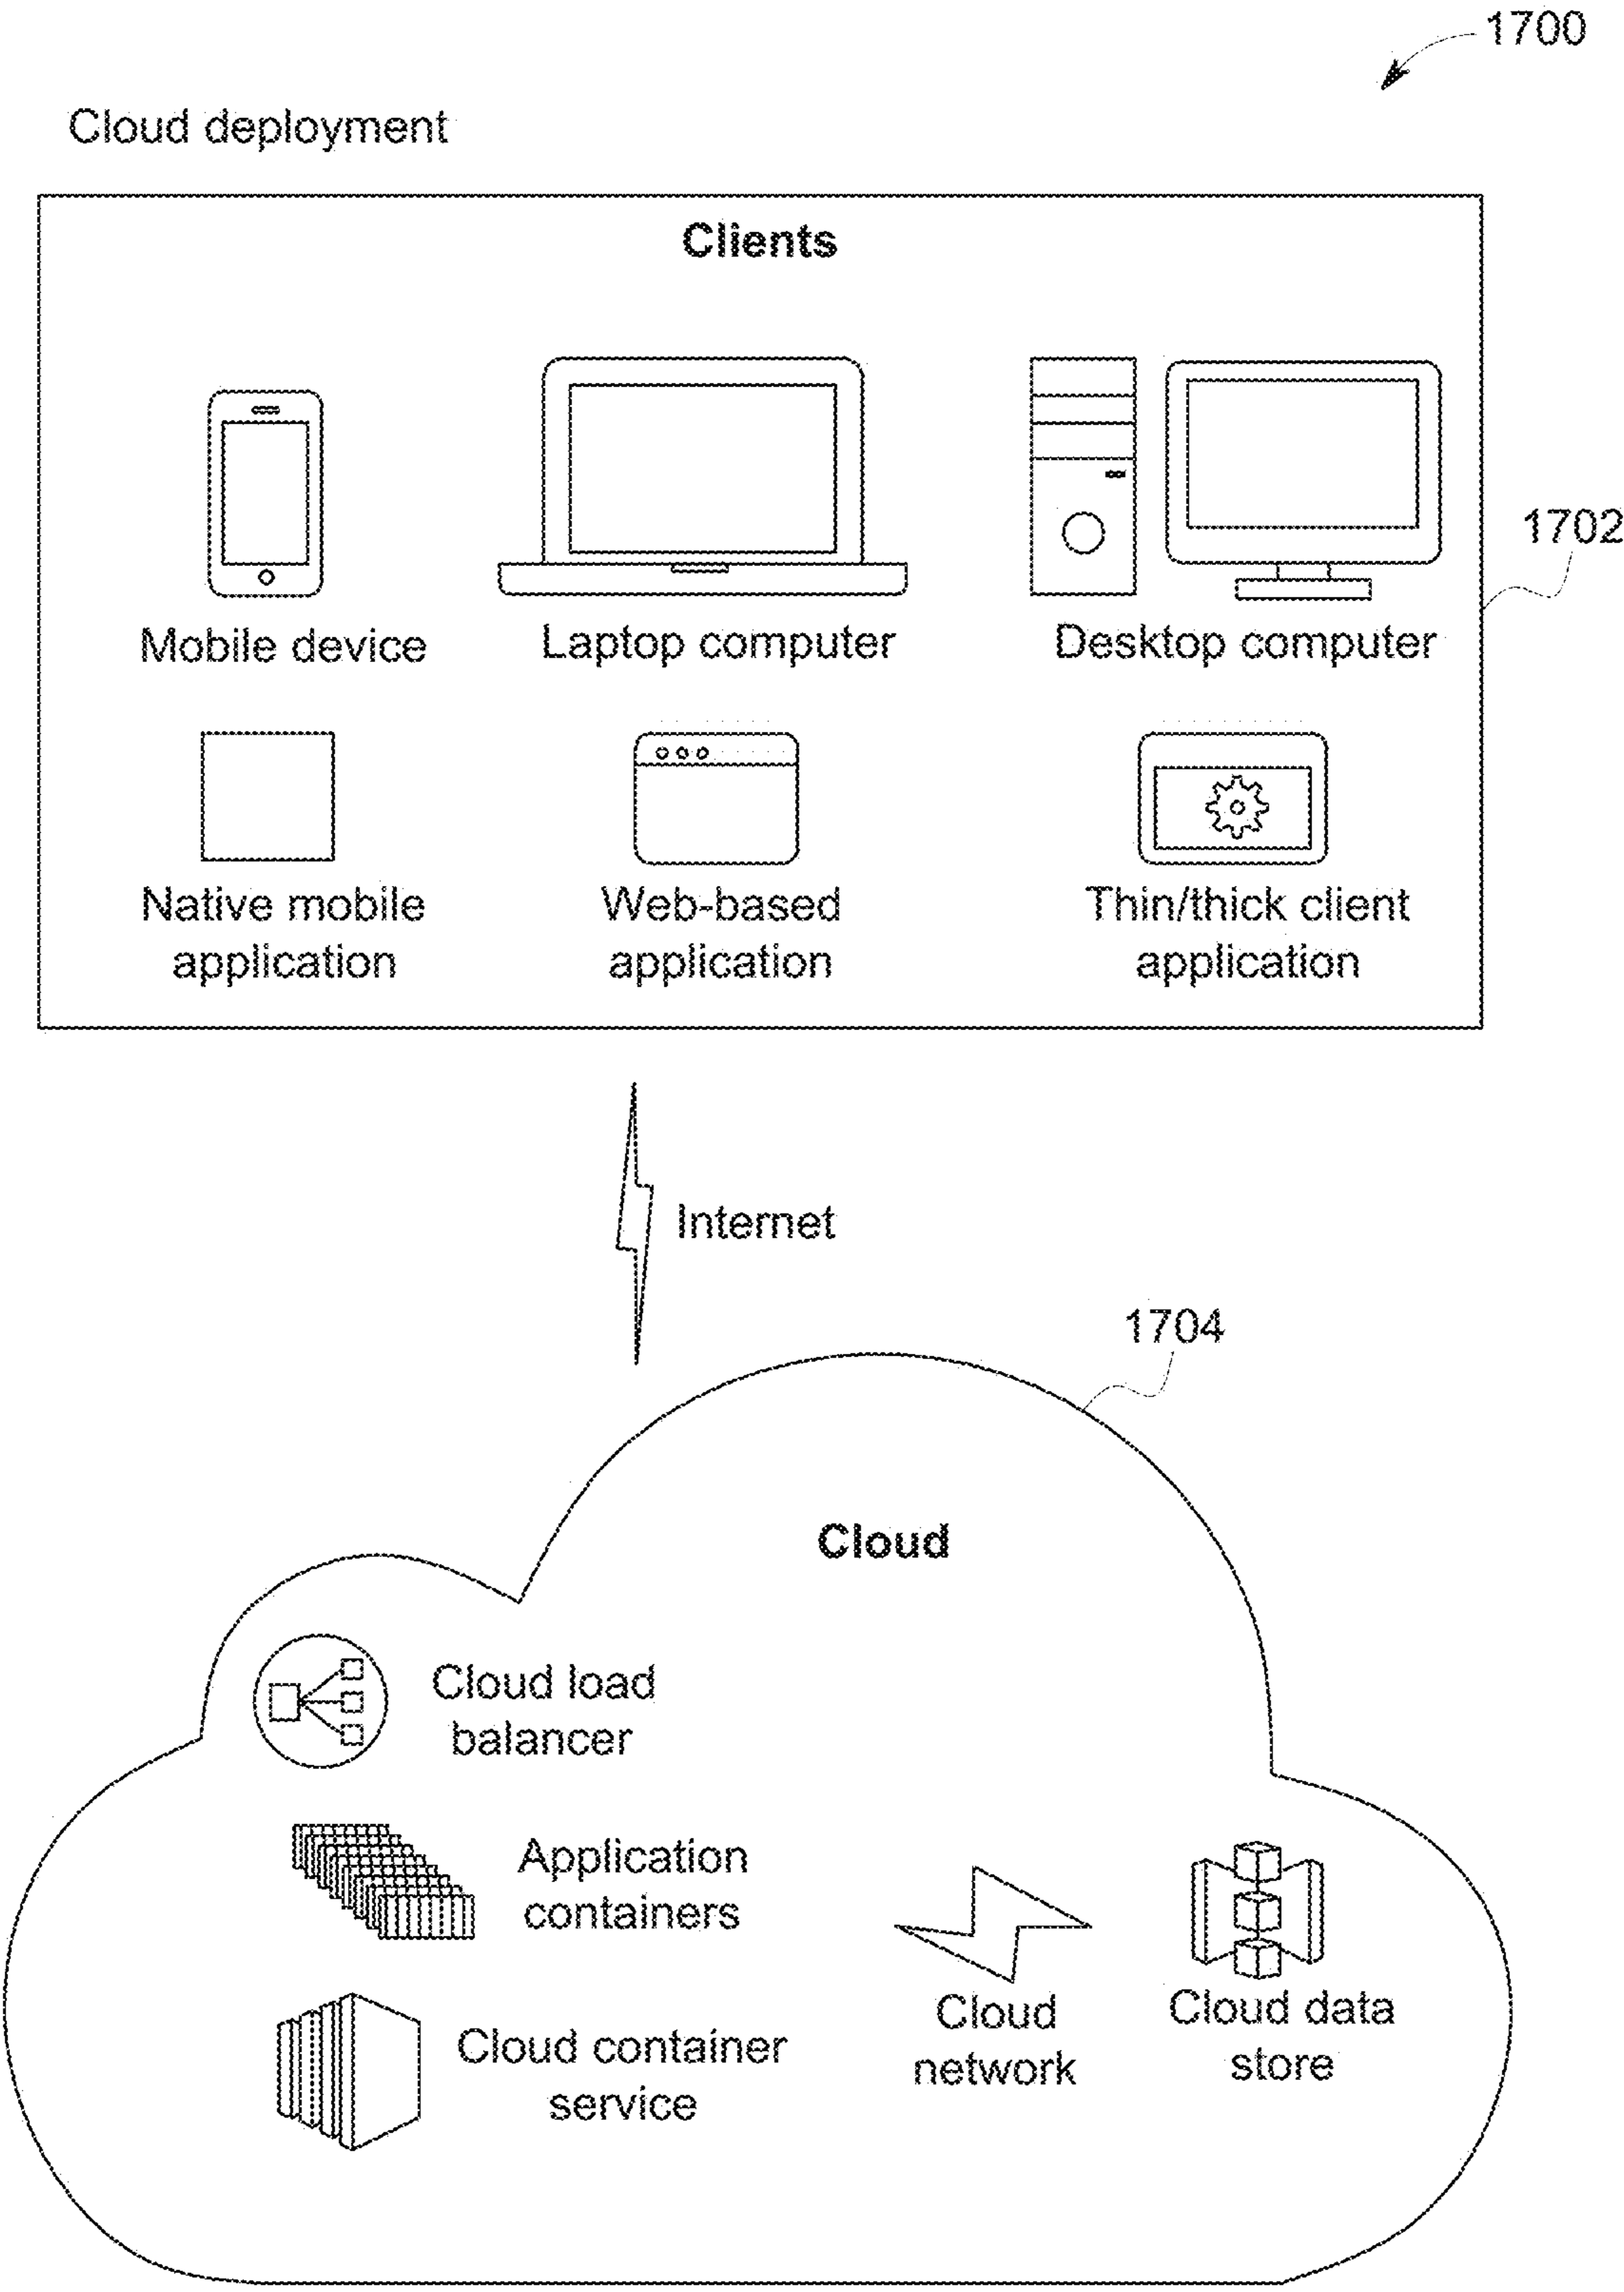 1700
Cloud deployment
Clients
1702
Mobile device
Laptop computer
Desktop computer
Native mobile
application
Web-based
application
Thin/thick client
application
Internet
1704
Cloud
Cloud load
balancer
Application
containers
Cloud container
service
Cloud
network
Cloud data
store